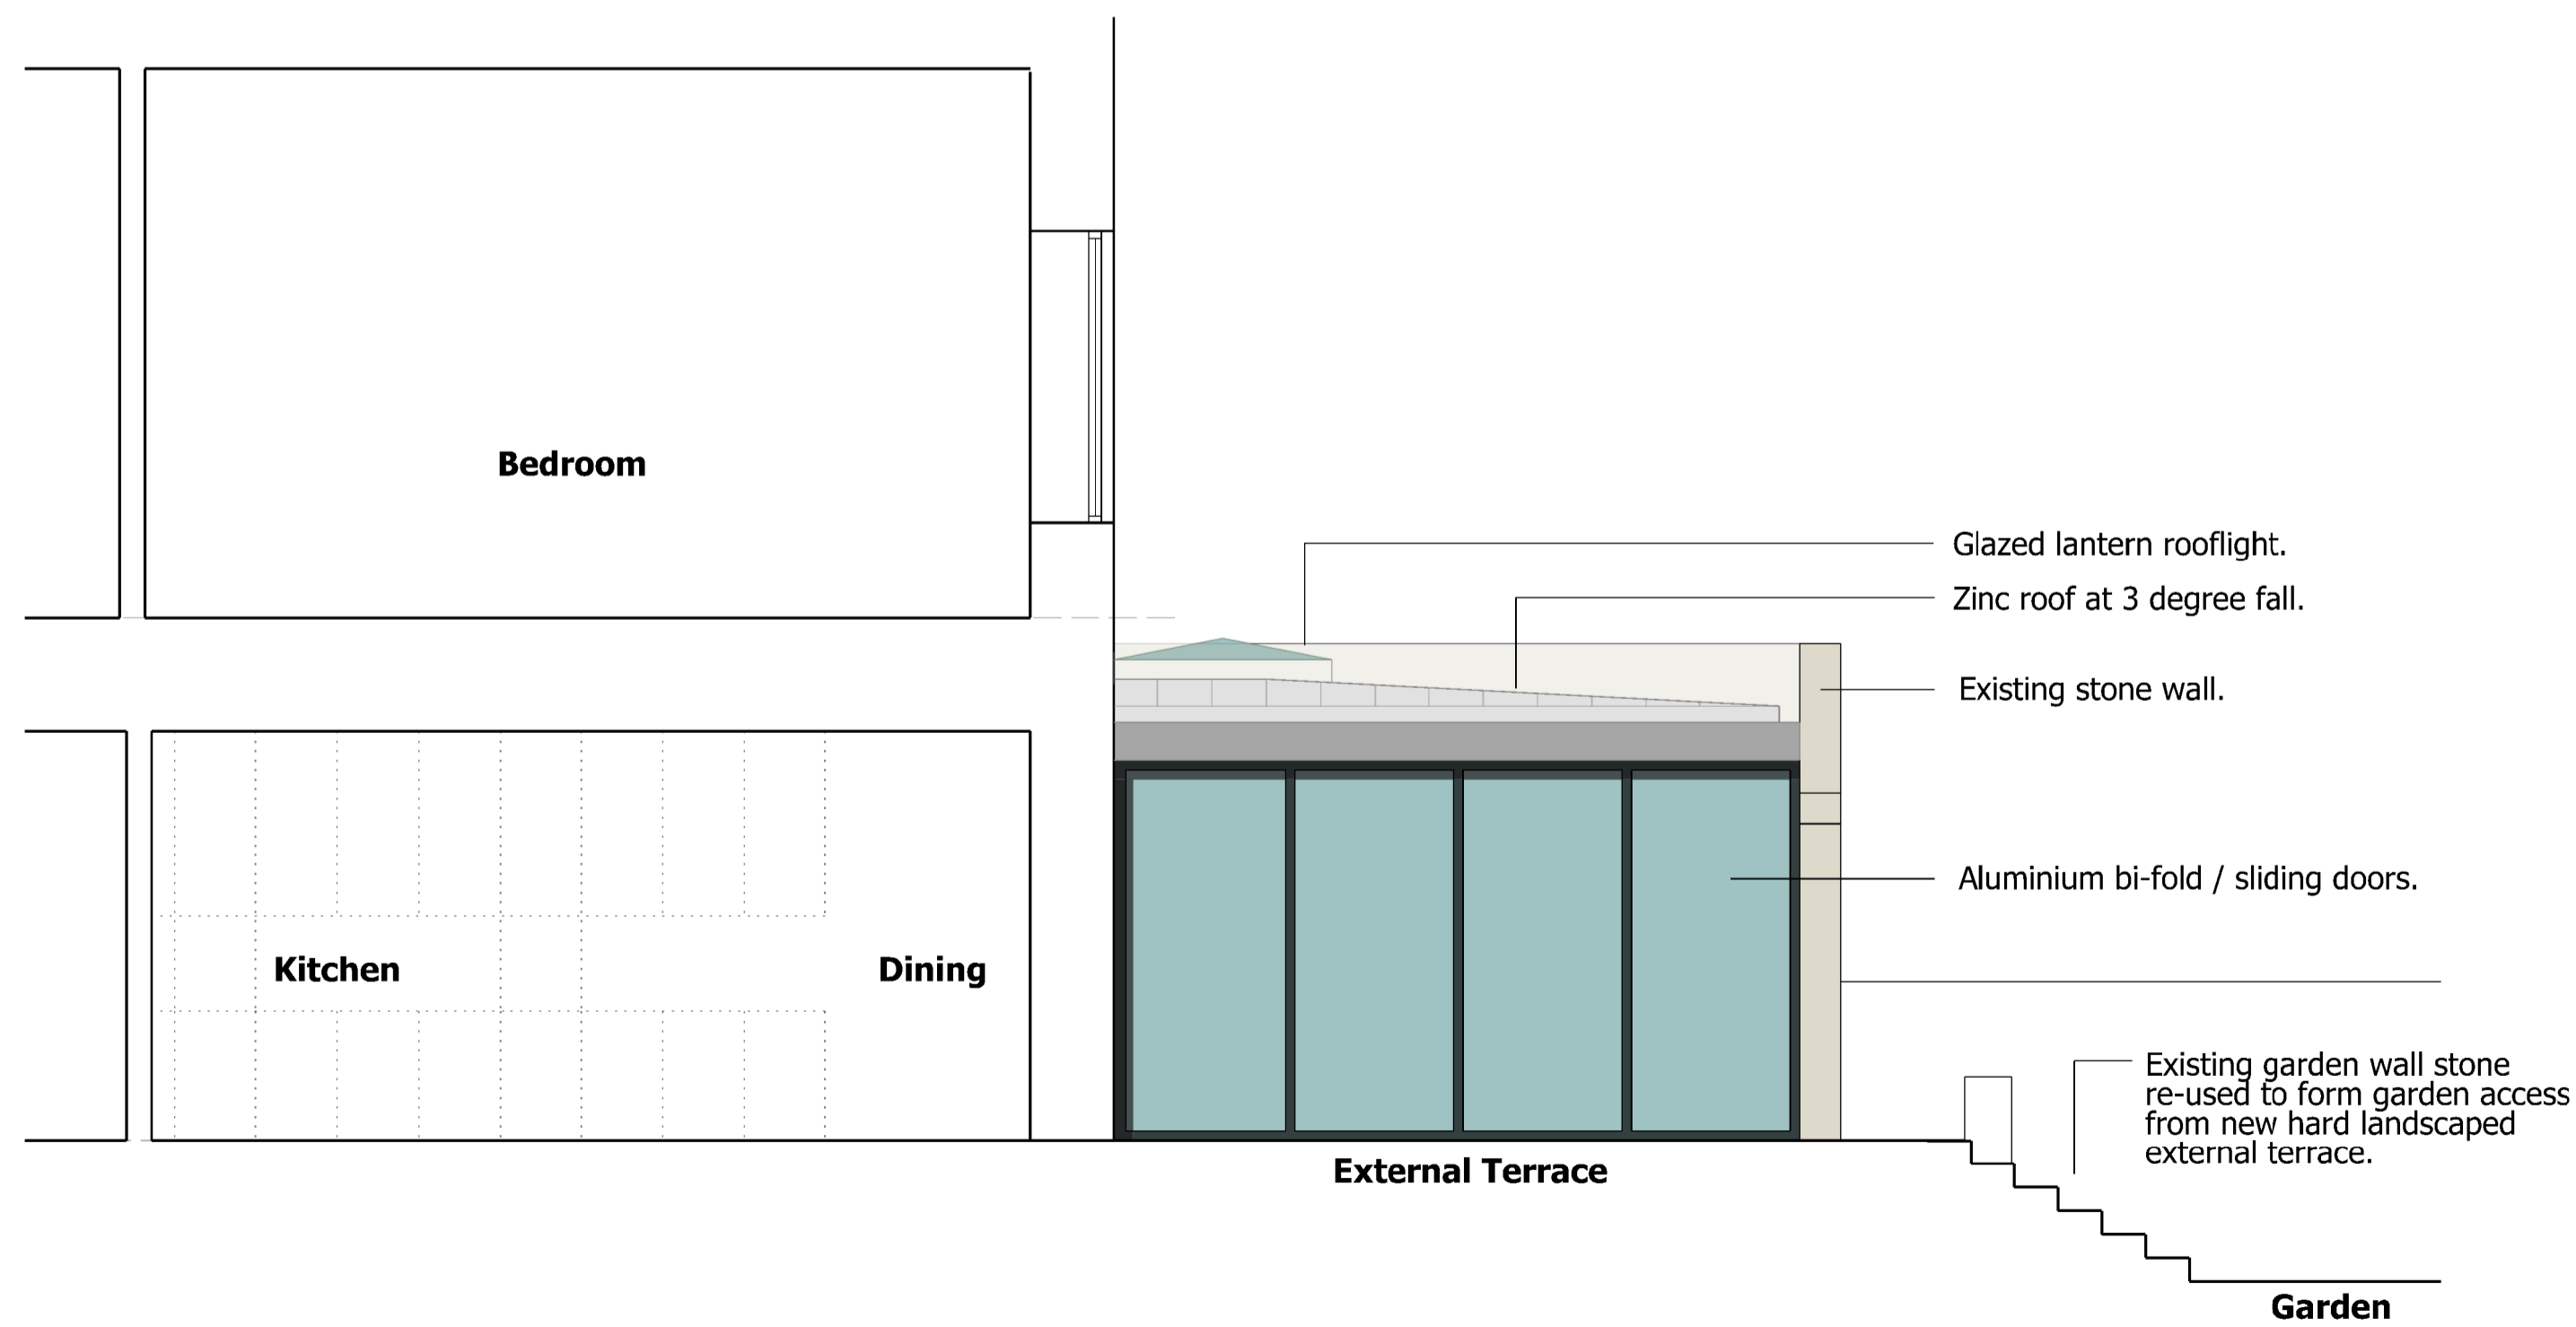 Bedroom
Glazed lantern rooflight.
Zinc roof at 3 degree fall.
Existing stone wall.
Aluminium bi-fold / sliding doors.
Kitchen
Dining
Existing garden wall stone
re-used to form garden access
from new hard landscaped
external terrace.
External Terrace
Garden